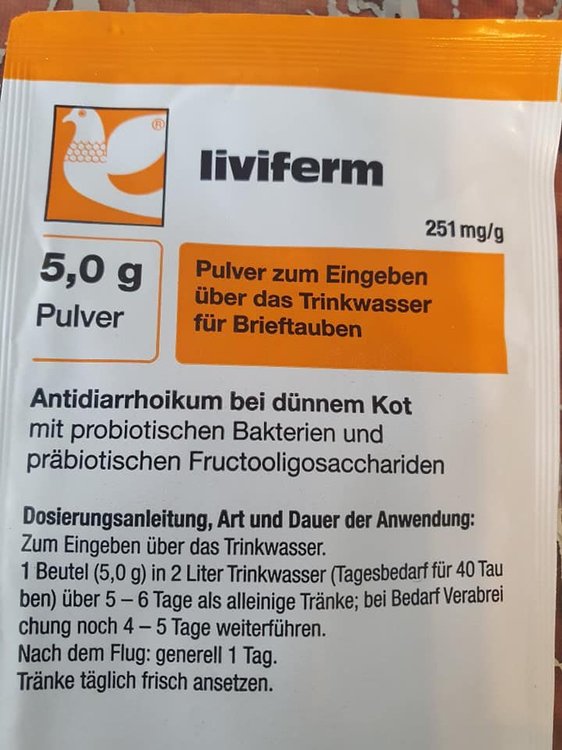 ®
liviferm
251 mg/g
5,0 g
Pulver
Pulver zum Eingeben
über das Trinkwasser
für Brieftauben
Antidiarrhoikum bei dünnem Kot
mit probiotischen Bakterien und
präbiotischen Fructooligosacchariden
Dosierungsanleitung, Art und Dauer der Anwendung:
Zum Eingeben über das Trinkwasser.
1 Beutel (5,0 g) in 2 Liter Trinkwasser (Tagesbedarf für 40 Tau
ben) über 5 – 6 Tage als alleinige Tränke; bei Bedarf Verabrei
chung noch 4 – 5 Tage weiterführen.
Nach dem Flug: generell 1 Tag.
Tränke täglich frisch ansetzen.